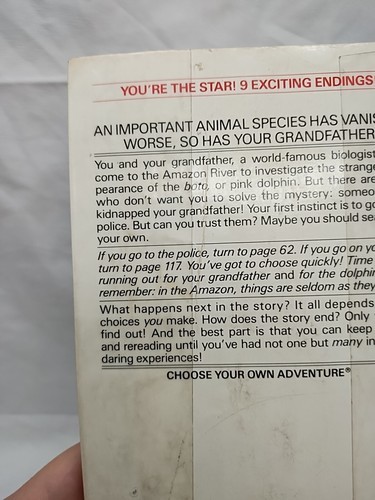 YOU'RE THE STAR! 9 EXCITING ENDINGS
AN IMPORTANT ANIMAL SPECIES HAS VANIS
WORSE, SO HAS YOUR GRANDFATHER
You and your grandfather, a world-famous biologist
come to the Amazon River to investigate the strange
pearance of the boto, or pink dolphin. But there are
who don't want you to solve the mystery: someo
kidnapped your grandfather! Your first instinct is to go
police. But can you trust them? Maybe you should sea
your own.
If you go to the police, turn to page 62. If you go on yo
turn to page 117. You've got to choose quickly! Time
running out for your grandfather and for the dolphin
remember: in the Amazon, things are seldom as they
What happens next in the story? It all depends
choices you make. How does the story end? Only
find out! And the best part is that you can keep
and rereading until you've had not one but many in
daring experiences!
CHOOSE YOUR OWN ADVENTURE®